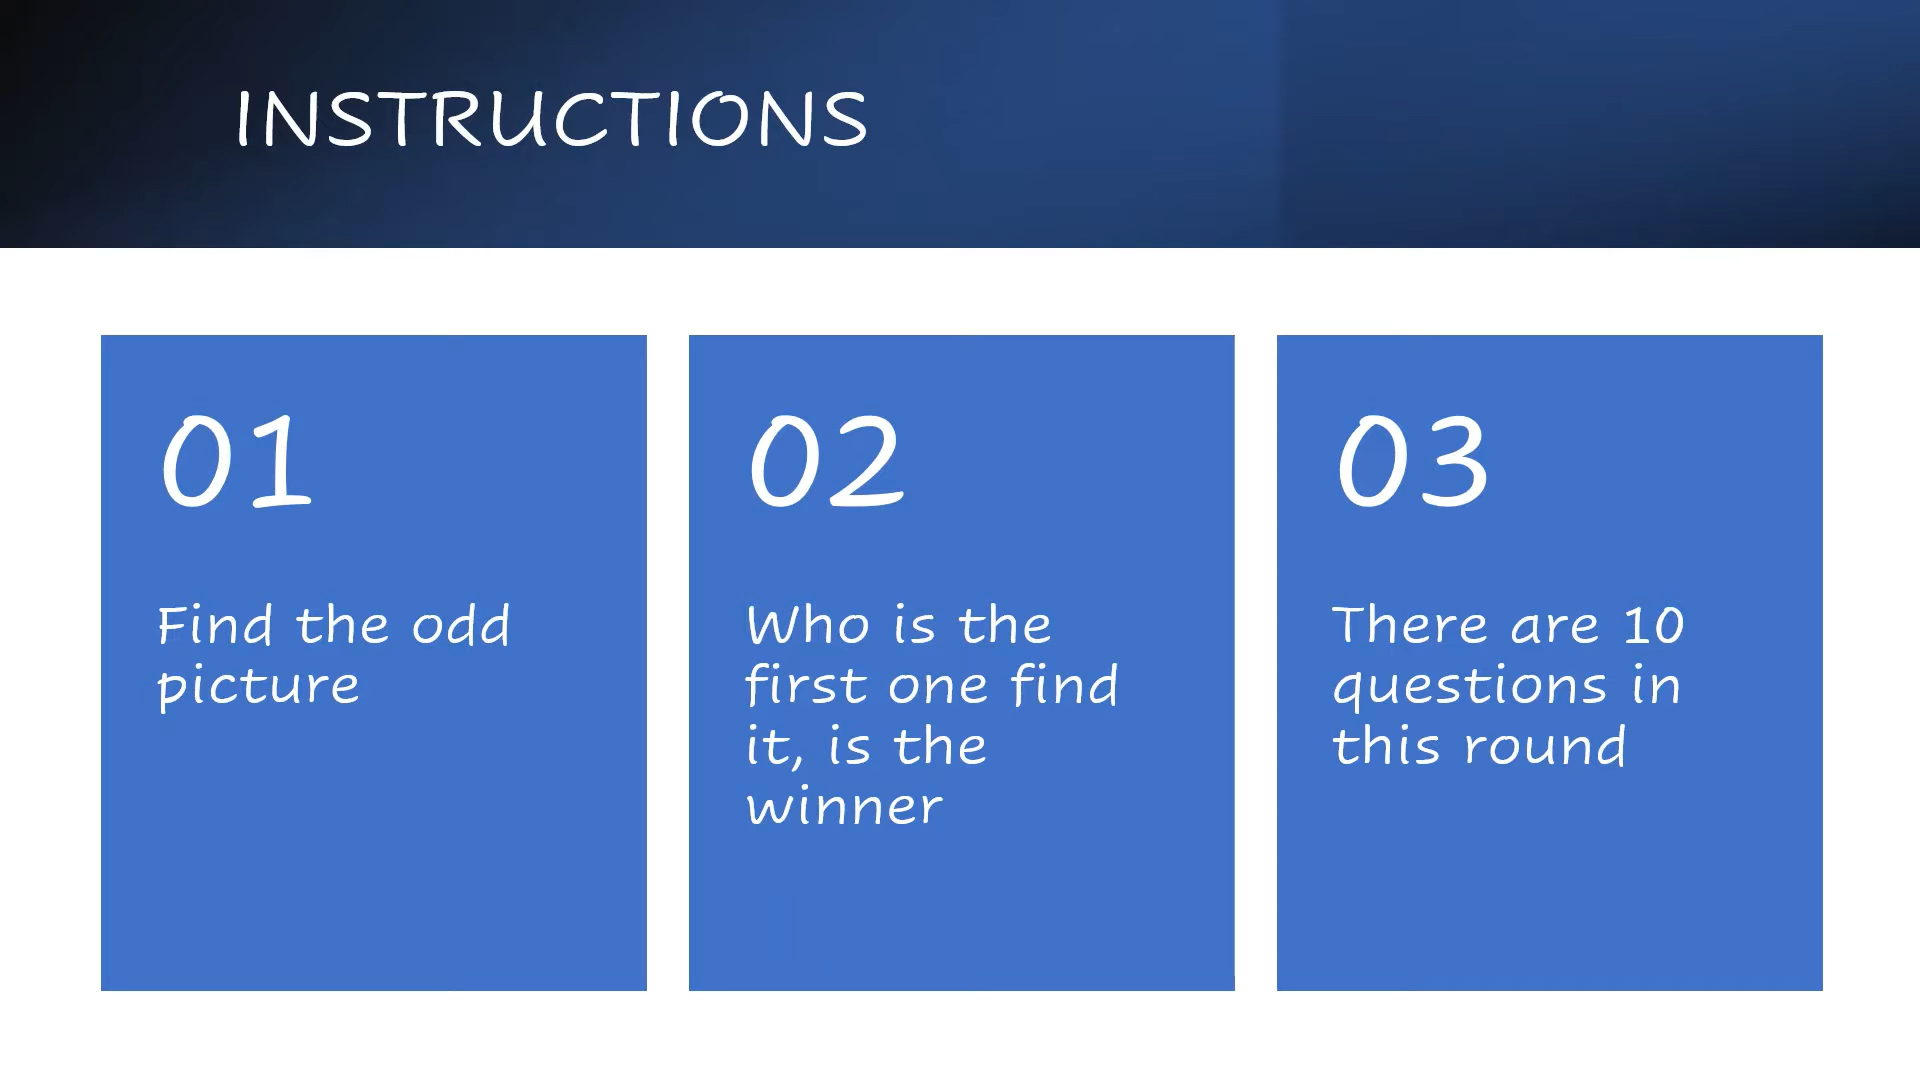 INSTRUCTIONS
01
Find the odd
picture
02
Who is the
first one find
it, is the
winner
03
There are 10
questions in
this round